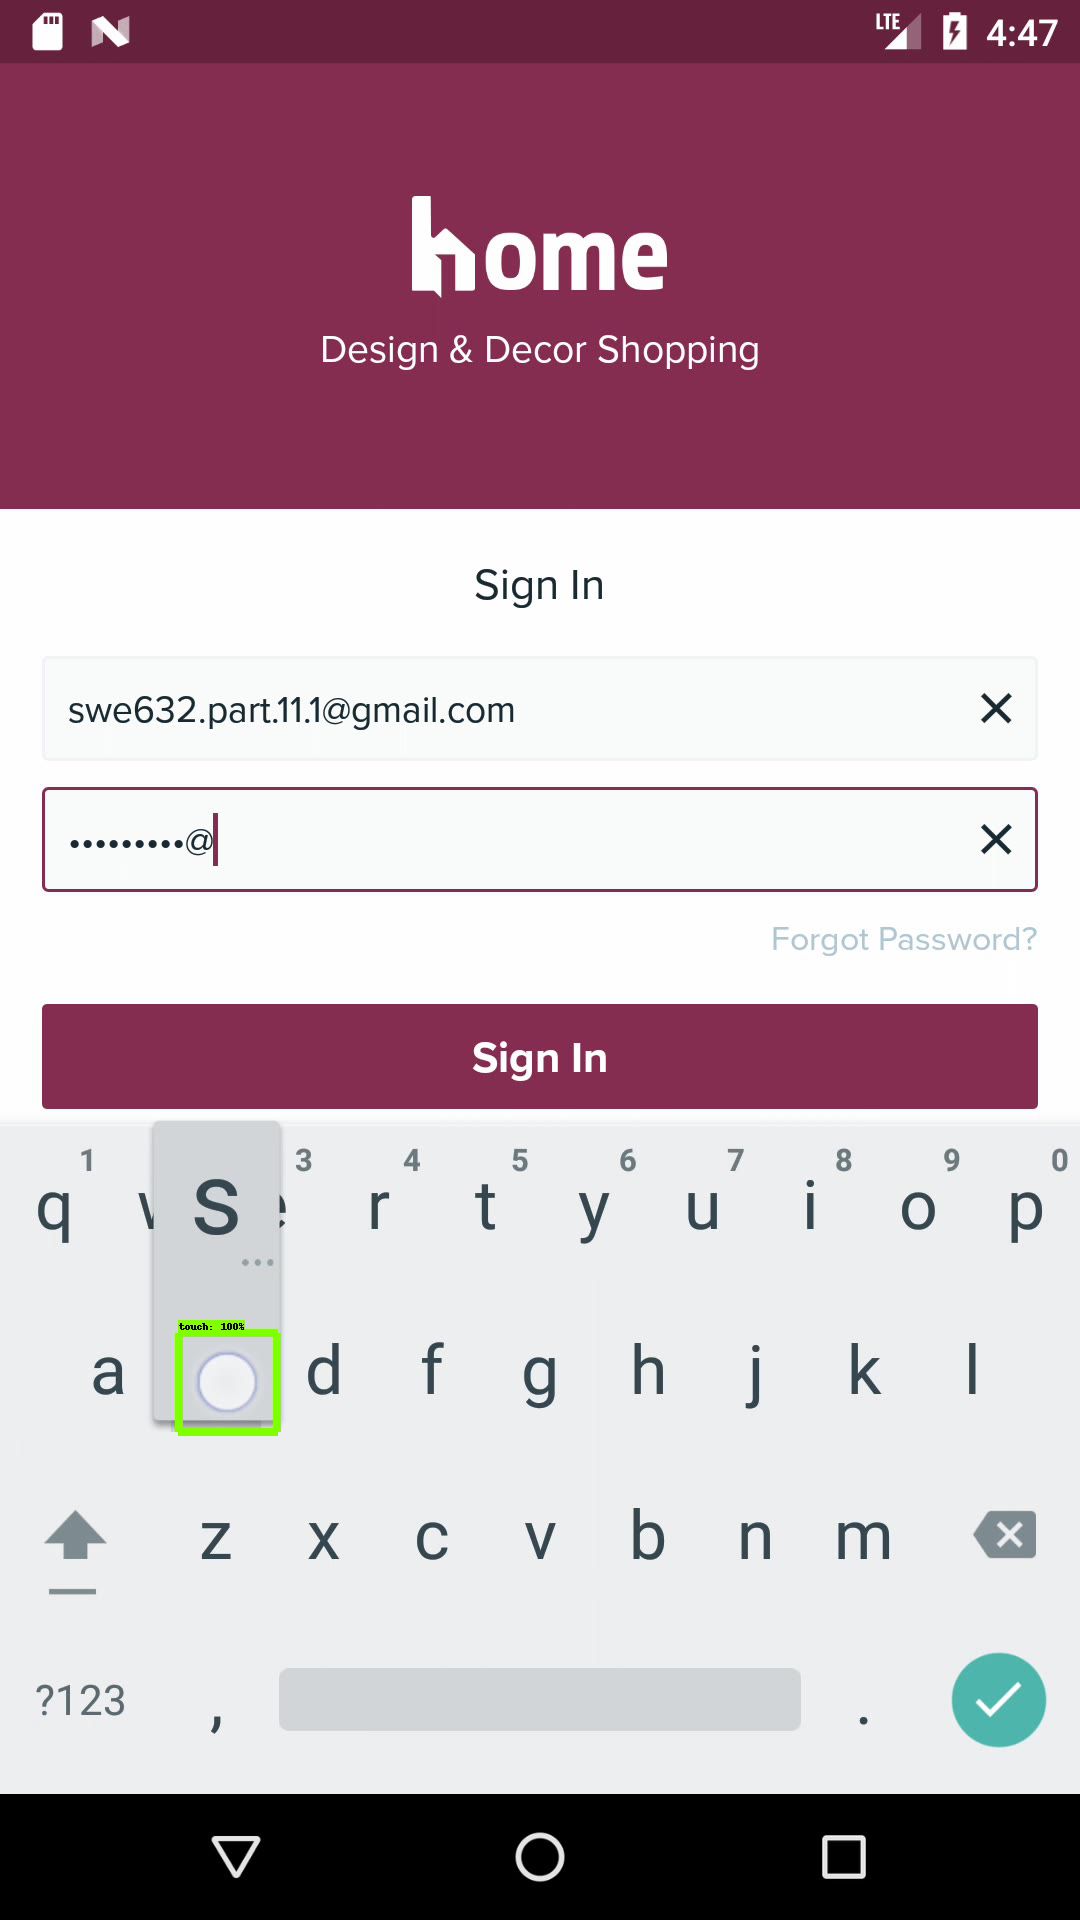 LTE 4:47
home
Design & Decor Shopping
Sign In
swe632.part.11.1@gmail.com
•••••••••@
Forgot Password?
Sign In
1 3 4 5 6 7 8 9 0
q w s e r t y u i o p
...
touch: 100%
a d f g h j k l
z x c v b n m
?123 , .